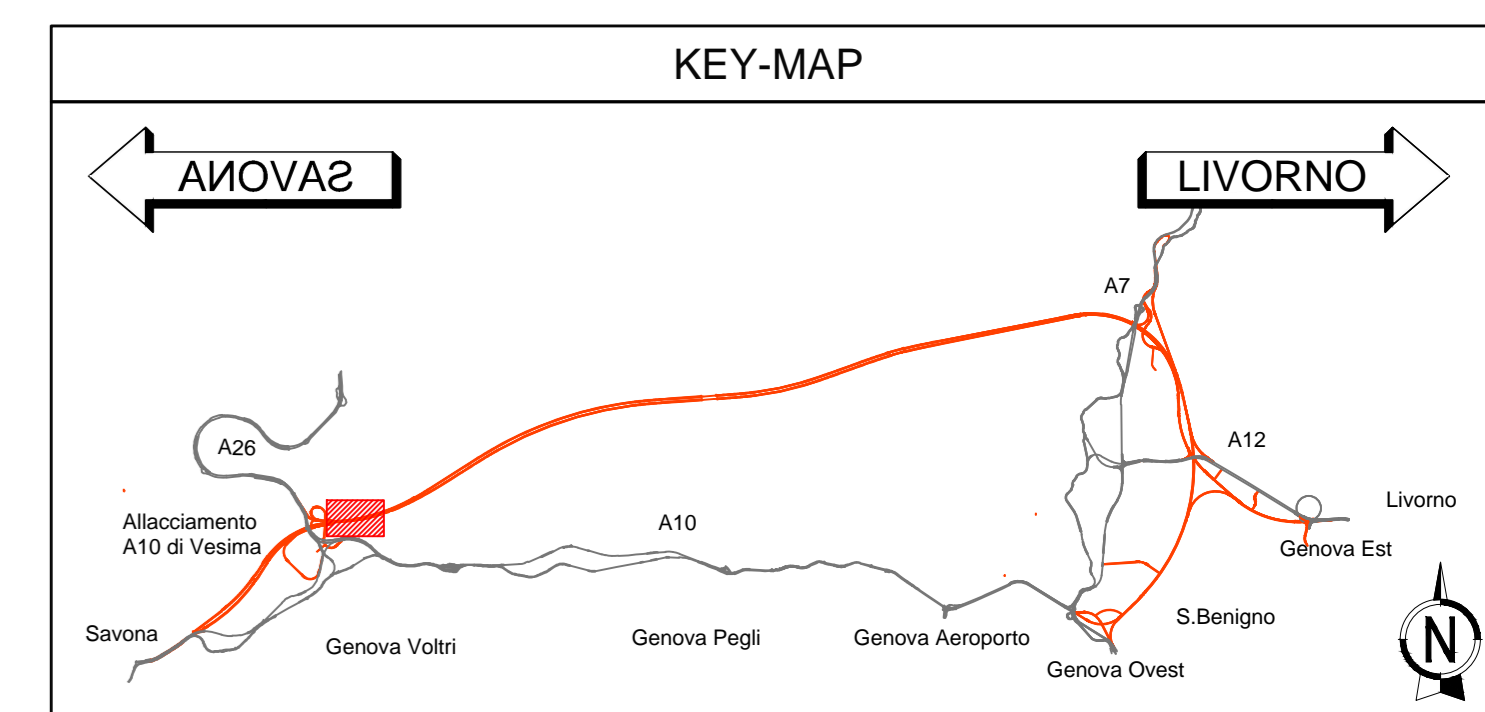 KEY-MAP
SAVONA
LIVORNO
A7
A26
A12
Livorno
Allacciamento
A10 di Vesima
A10
Genova Est
Savona
Genova Voltri
Genova Pegli
Genova Aeroporto
S.Benigno
Genova Ovest
N